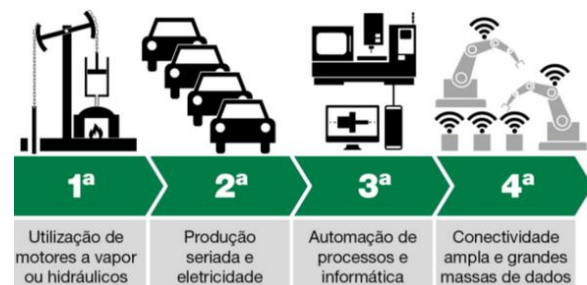 1ª
2ª
3ª
4ª
Utilização de
motores a vapor
ou hidráulicos
Produção
seriada e
eletricidade
Automação de
processos e
informática
Conectividade
ampla e grandes
massas de dados